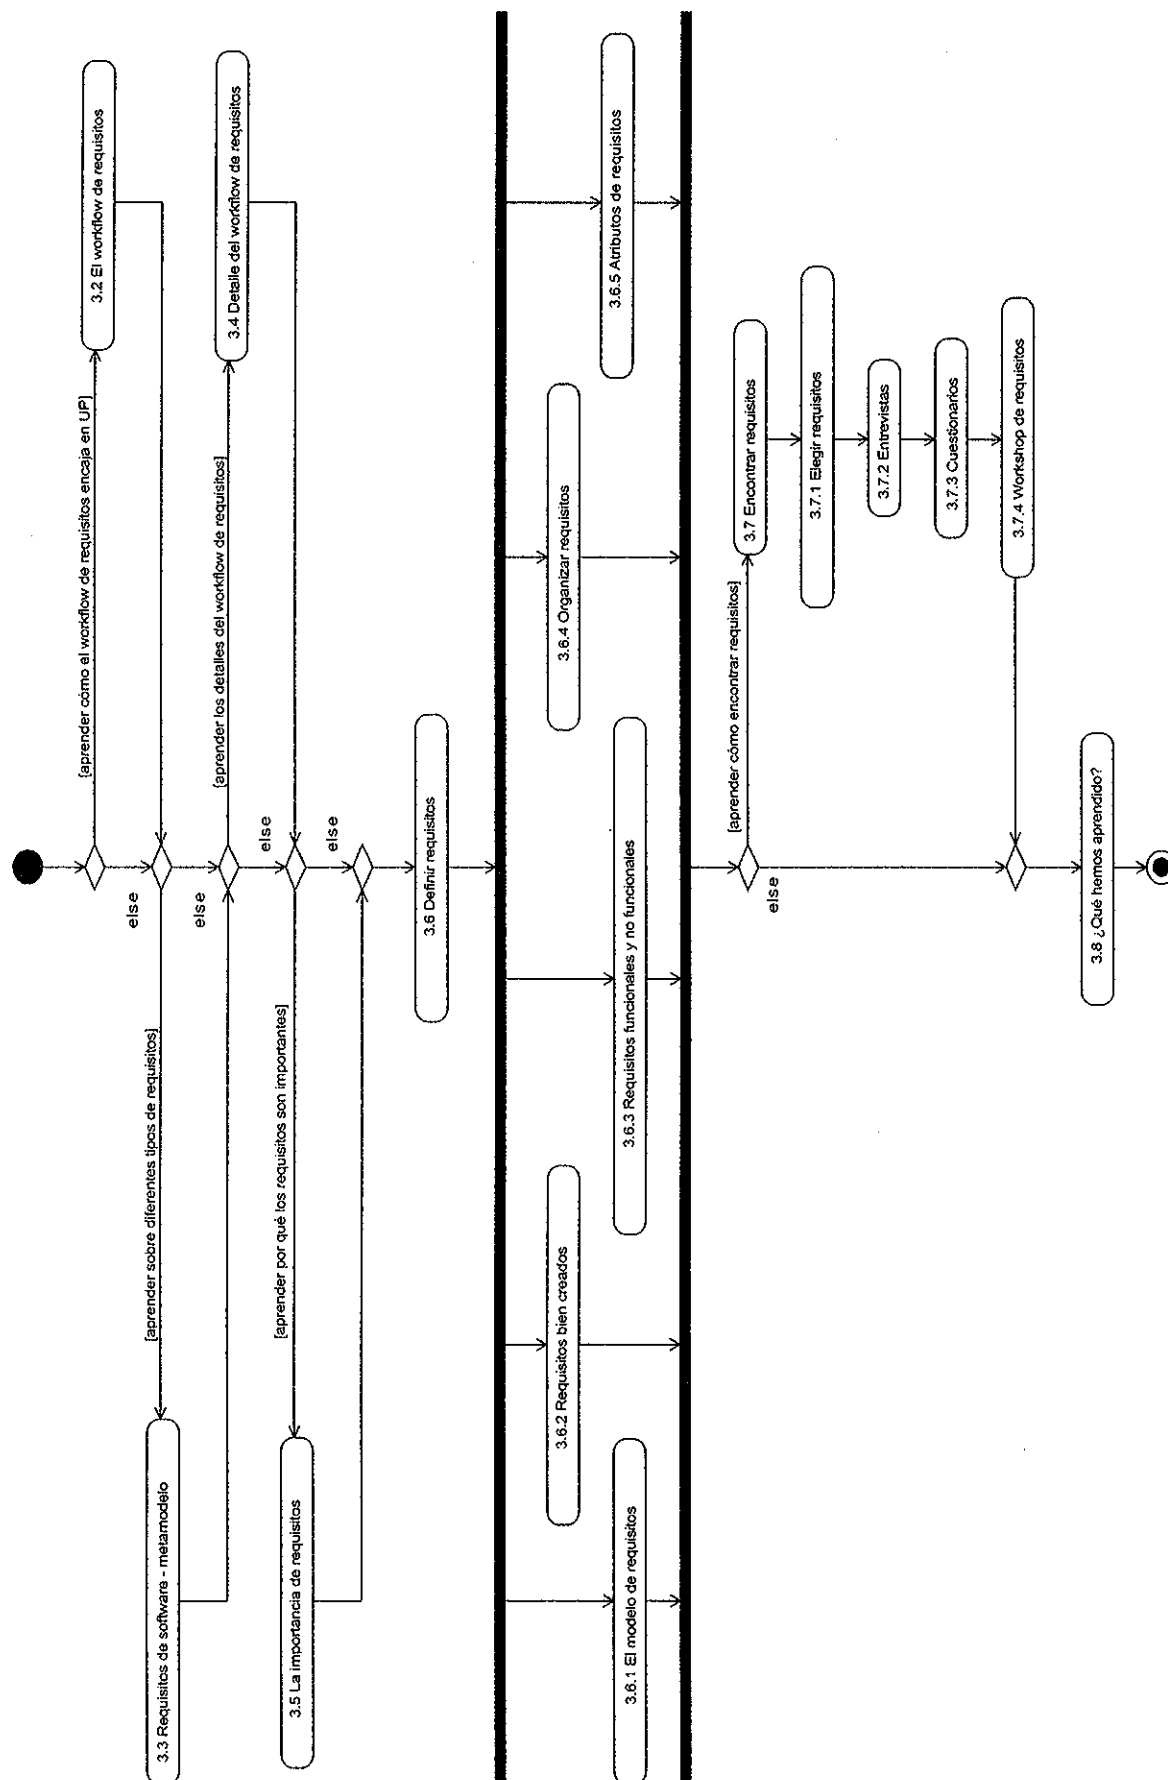 [aprender cómo el workflow de requisitos encaja en UP]
3.2 El workflow de requisitos
else
[aprender sobre diferentes tipos de requisitos]
3.3 Requisitos de software - metamodelo
else
[aprender los detalles del workflow de requisitos]
3.4 Detalle del workflow de requisitos
else
[aprender por qué los requisitos son importantes]
3.5 La importancia de requisitos
else
3.6 Definir requisitos
3.6.1 El modelo de requisitos
3.6.2 Requisitos bien creados
3.6.3 Requisitos funcionales y no funcionales
3.6.4 Organizar requisitos
3.6.5 Atributos de requisitos
[aprender cómo encontrar requisitos]
else
3.7 Encontrar requisitos
3.7.1 Elegir requisitos
3.7.2 Entrevistas
3.7.3 Cuestionarios
3.7.4 Workshop de requisitos
3.8 ¿Qué hemos aprendido?